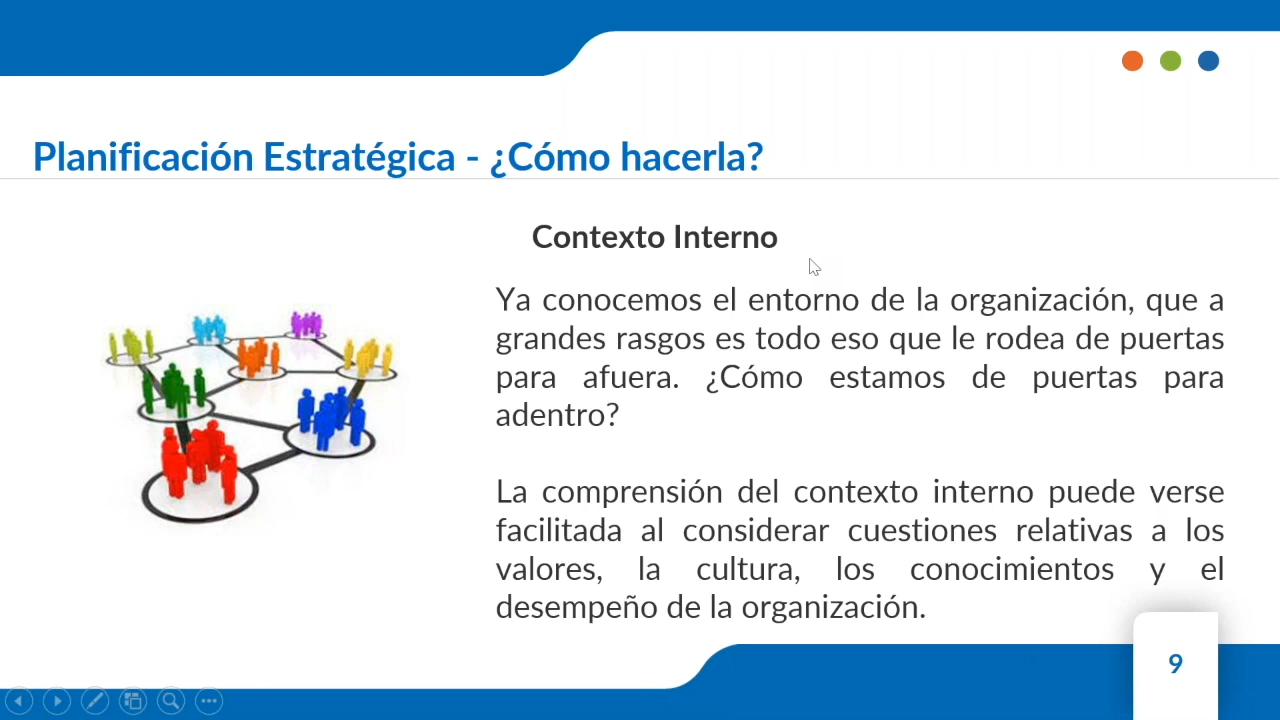 Planificación Estratégica - ¿Cómo hacerla?
Contexto Interno
Ya conocemos el entorno de la organización, que a
grandes rasgos es todo eso que le rodea de puertas
para afuera. ¿Cómo estamos de puertas para
adentro?
La comprensión del contexto interno puede verse
facilitada al considerar cuestiones relativas a los
valores, la cultura, los conocimientos y el
desempeño de la organización.
9